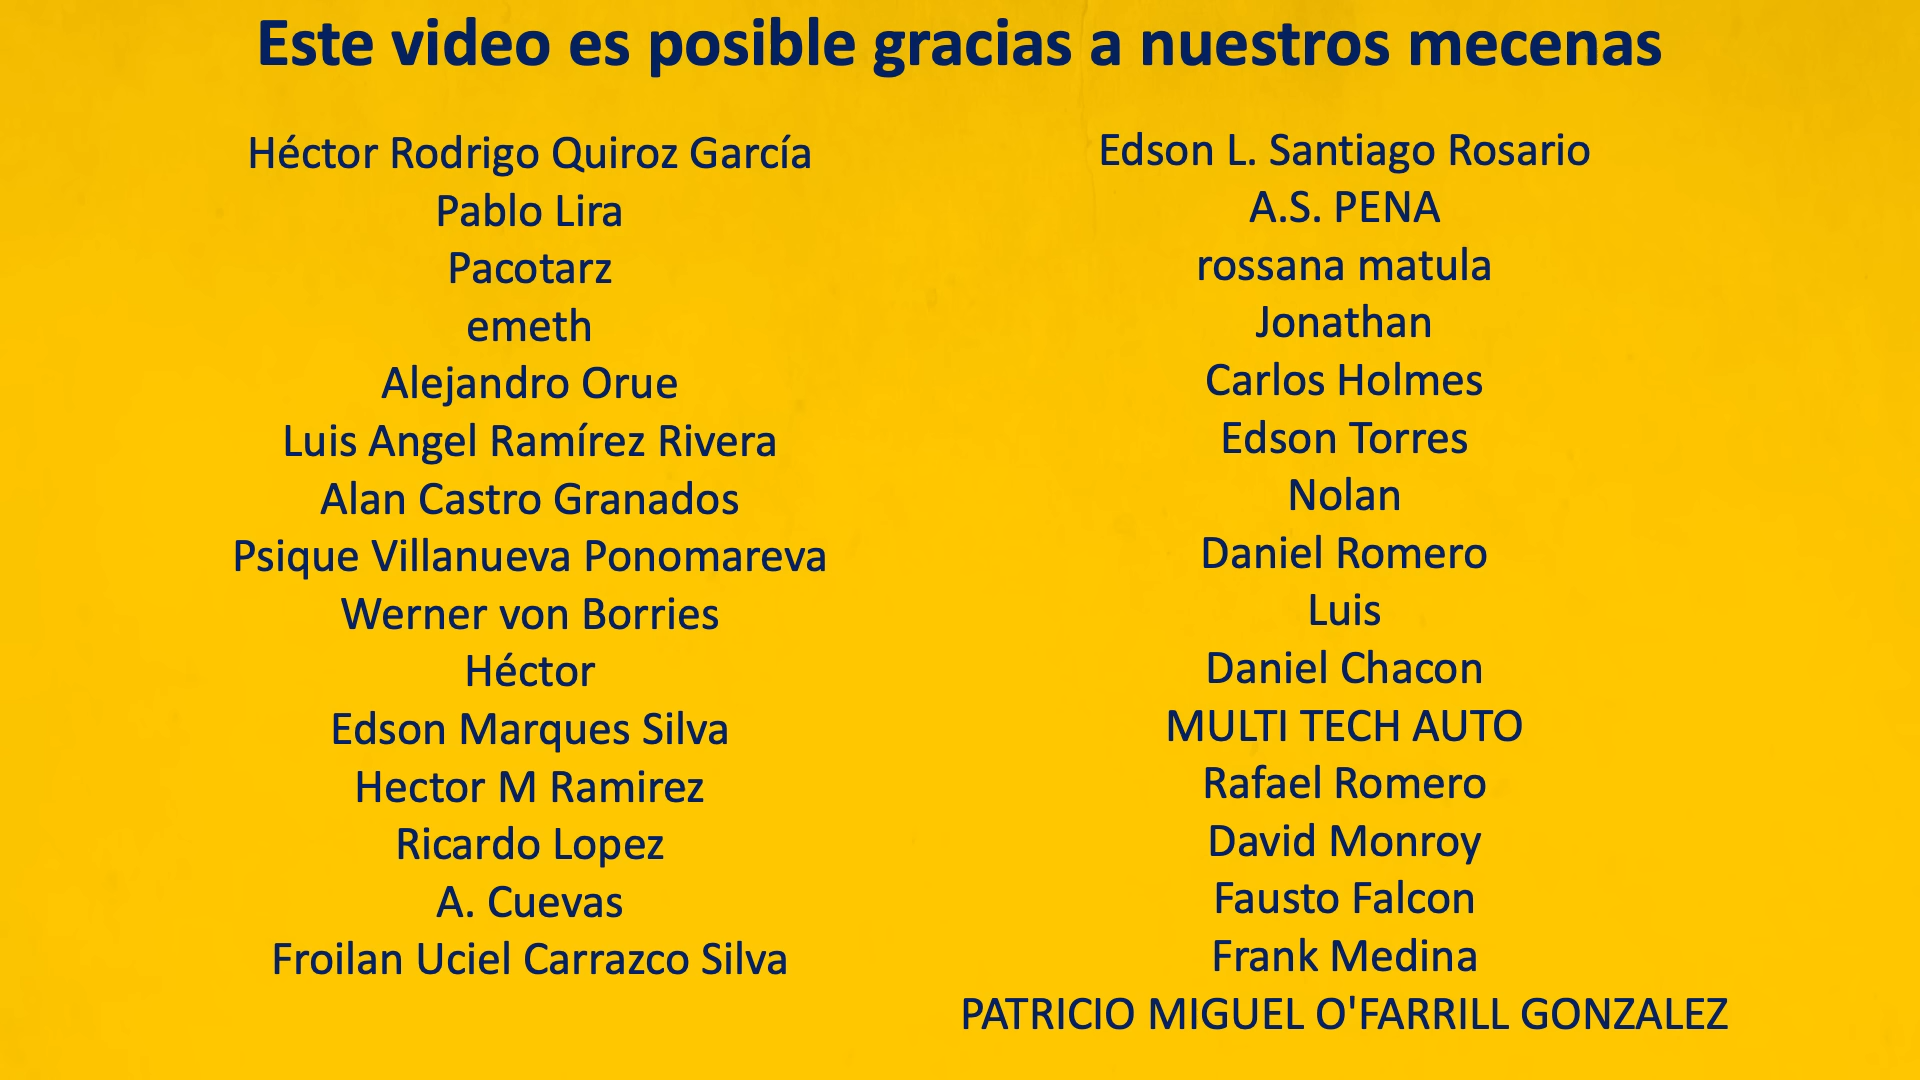 Este video es posible gracias a nuestros mecenas
Héctor Rodrigo Quiroz García
Pablo Lira
Pacotarz
emeth
Alejandro Orue
Luis Angel Ramírez Rivera
Alan Castro Granados
Psique Villanueva Ponomareva
Werner von Borries
Héctor
Edson Marques Silva
Hector M Ramirez
Ricardo Lopez
A. Cuevas
Froilan Uciel Carrazco Silva
Edson L. Santiago Rosario
A.S. PENA
rossana matula
Jonathan
Carlos Holmes
Edson Torres
Nolan
Daniel Romero
Luis
Daniel Chacon
MULTI TECH AUTO
Rafael Romero
David Monroy
Fausto Falcon
Frank Medina
PATRICIO MIGUEL O'FARRILL GONZALEZ